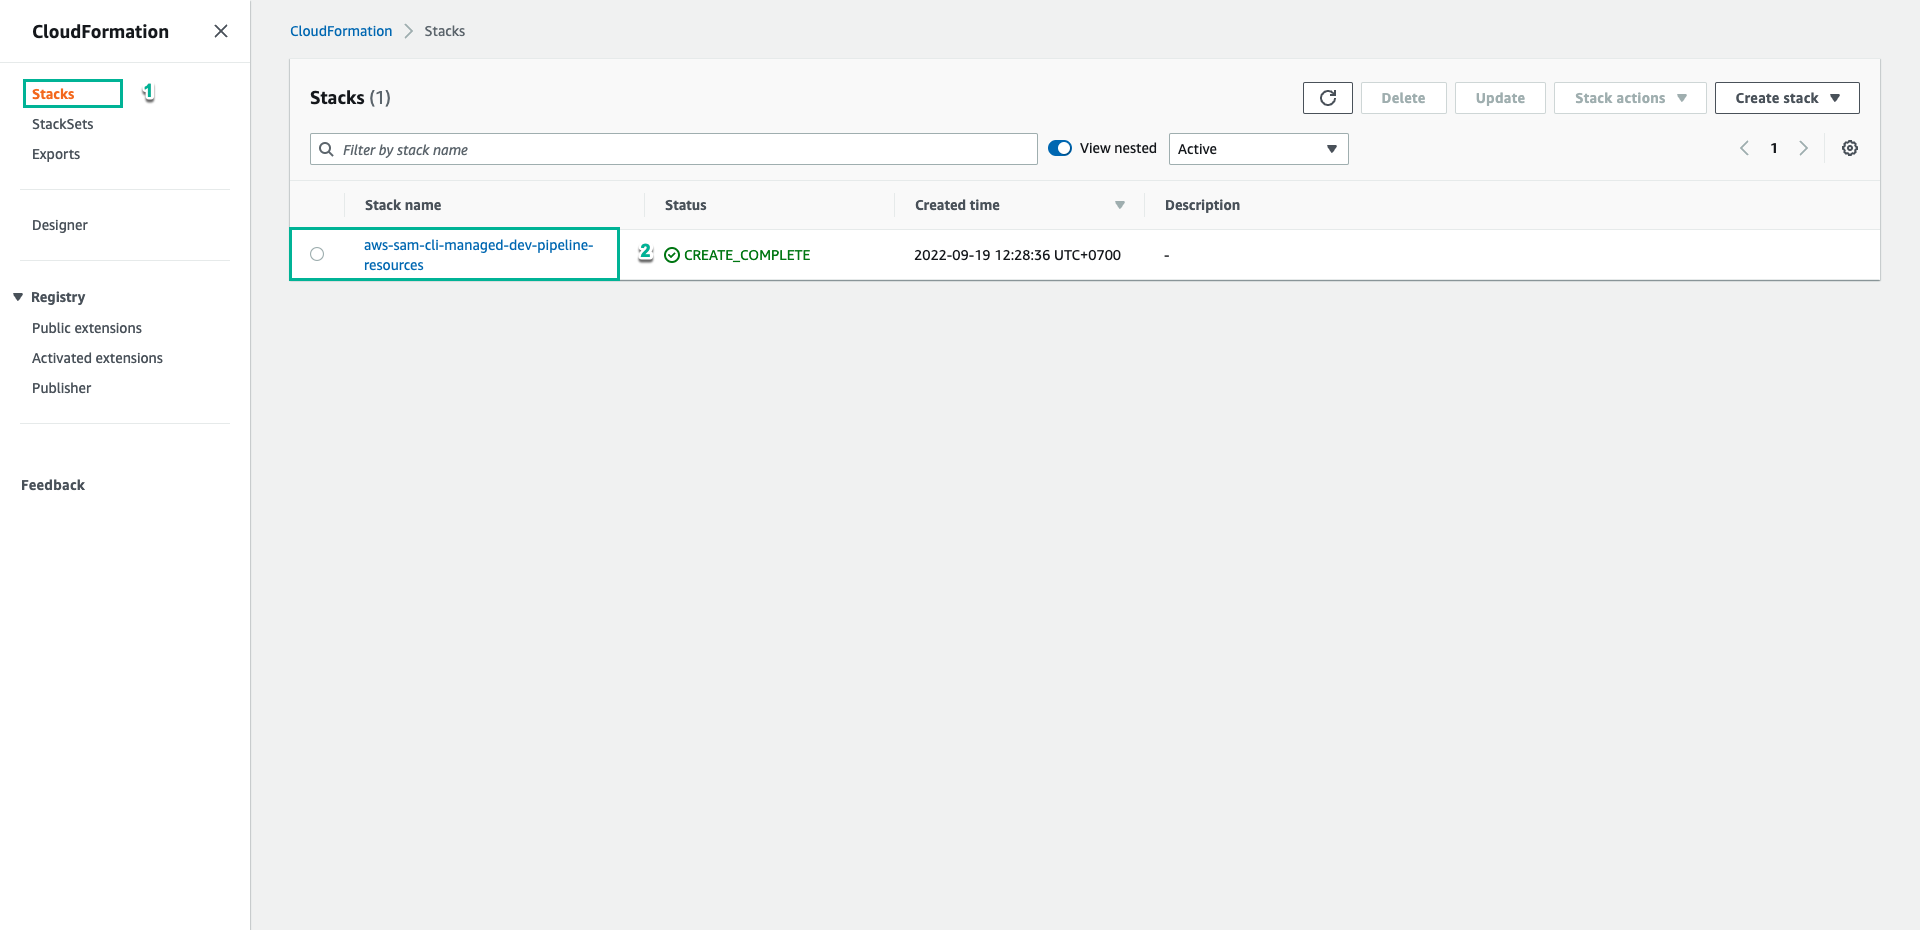 CloudFormation
Stacks 1
StackSets
Exports
Designer
Registry
Public extensions
Activated extensions
Publisher
Feedback
CloudFormation Stacks
Stacks (1)
Delete Update Stack actions Create stack
Filter by stack name View nested Active 1
Stack name Status Created time Description
aws-sam-cli-managed-dev-pipeline-
resources
2 CREATE_COMPLETE 2022-09-19 12:28:36 UTC+0700 -